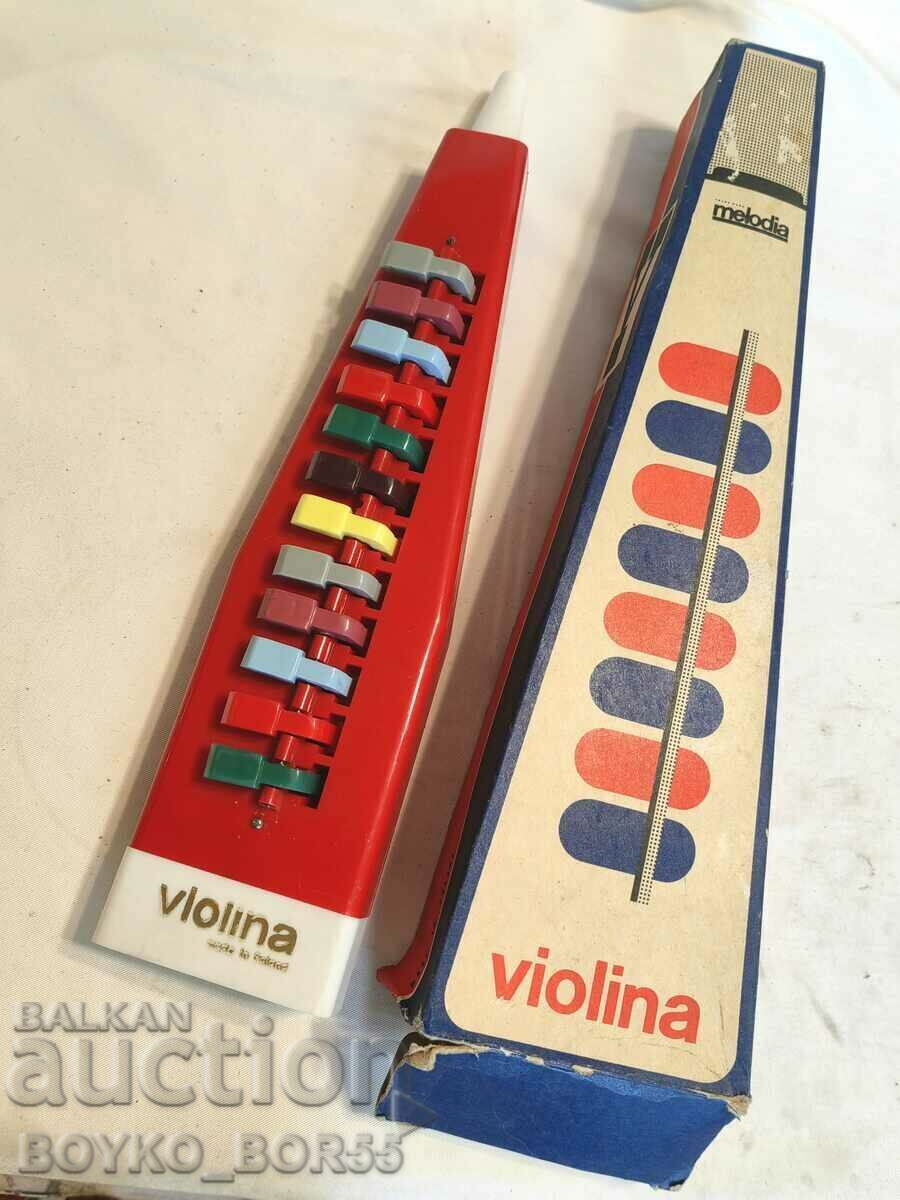 melodia
violina
made in Poland
violina
BALKAN
auction
BOYKO_BOR55